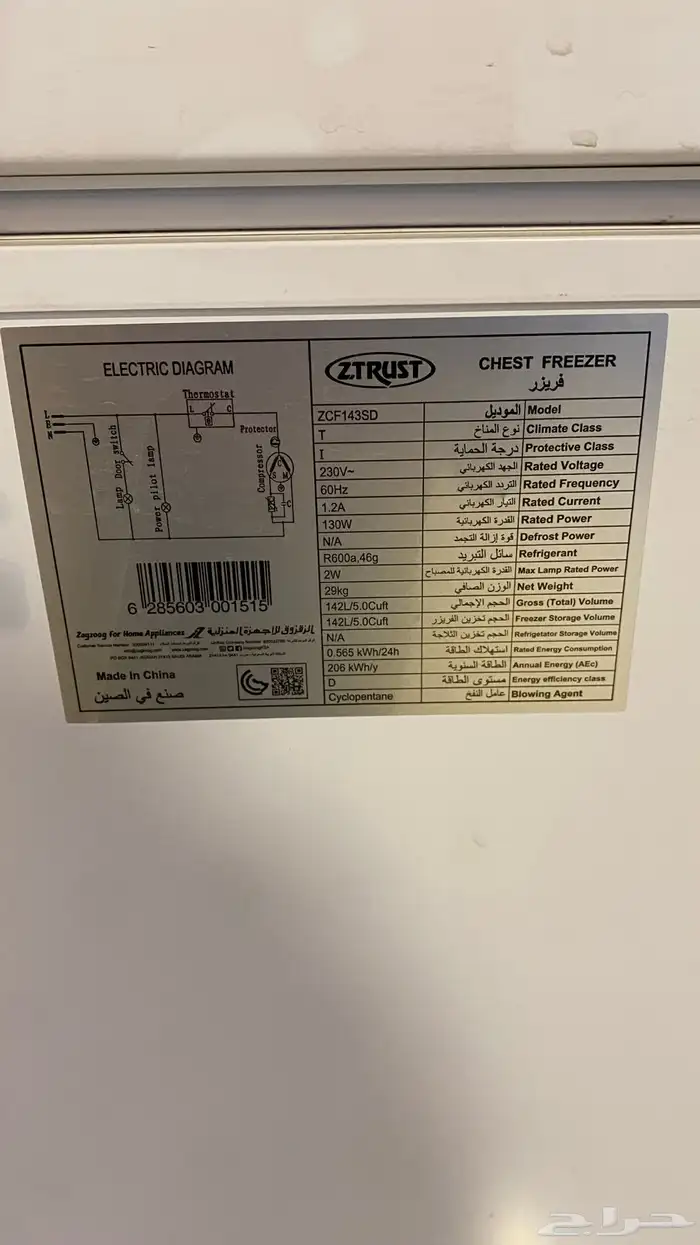 ELECTRIC DIAGRAM
Thermostat
L C
Protector
L
E
N
Lamp Door switch
Power pilot lamp
Compressor
S M
C
6 285603 001515
Zagzoog For Home Appliances الزقزوق للأجهزة المنزلية
Made In China
صنع في الصين
Z.TRUST
CHEST FREEZER
فريزر
ZCF143SD الموديل Model
T نوع المناخ Climate Class
I درجة الحماية Protective Class
230V~ الجهد الكهربائي Rated Voltage
60Hz التردد الكهربائي Rated Frequency
1.2A التيار الكهربائي Rated Current
130W القدرة الكهربائية Rated Power
N/A قوة إزالة التجمد Defrost Power
R600a,46g سائل التبريد Refrigerant
2W القدرة الكهربائية للمصباح Max Lamp Rated Power
29kg الوزن الصافي Net Weight
142L/5.0Cuft الحجم الإجمالي Gross (Total) Volume
142L/5.0Cuft الحجم تخزين الفريزر Freezer Storage Volume
N/A الحجم تخزين الثلاجة Refrigetator Storage Volume
0.565 kWh/24h استهلاك الطاقة Rated Energy Consumption
206 kWh/y الطاقة السنوية Annual Energy (AEc)
D مستوى الطاقة Energy efficiency class
Cyclopentane عامل النفخ Blowing Agent
حراج